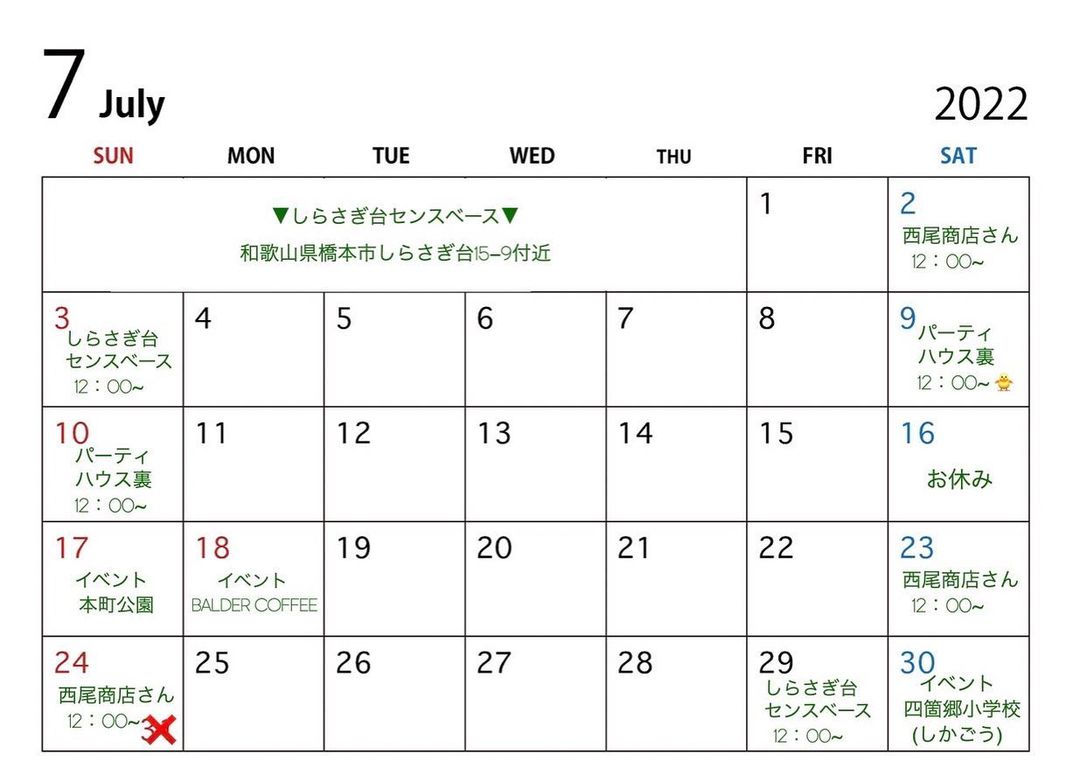 7 July 2022
SUN MON TUE WED THU FRI SAT
▼しらさぎ台センスベース▼
和歌山県橋本市しらさぎ台15-9付近
1
2
西尾商店さん
12:00~
3
しらさぎ台
センスベース
12:00~
4
5
6
7
8
9
パーティ
ハウス裏
12:00~
10
パーティ
ハウス裏
12:00~
11
12
13
14
15
16
お休み
17
イベント
本町公園
18
イベント
BALDER COFFEE
19
20
21
22
23
西尾商店さん
12:00~
24
西尾商店さん
12:00~
25
26
27
28
29
しらさぎ台
センスベース
12:00~
30
イベント
四箇郷小学校
(しかごう)